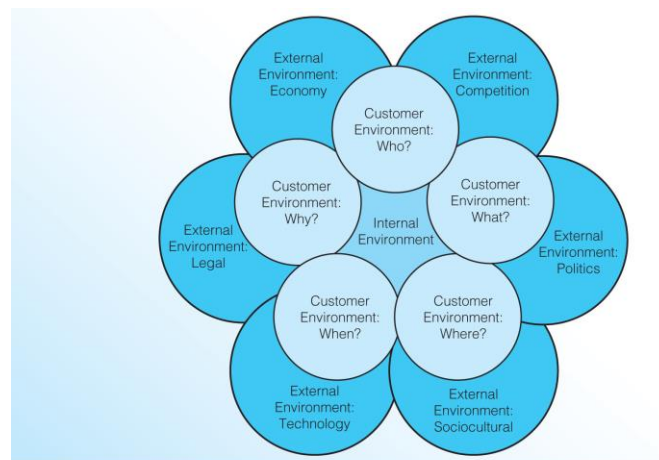 External
Environment:
Economy
External
Environment:
Competition
Customer
Environment:
Who?
Customer
Environment:
Why?
Customer
Environment:
What?
External
Environment:
Legal
Internal
Environment
External
Environment:
Politics
Customer
Environment:
When?
Customer
Environment:
Where?
External
Environment:
Technology
External
Environment:
Sociocultural